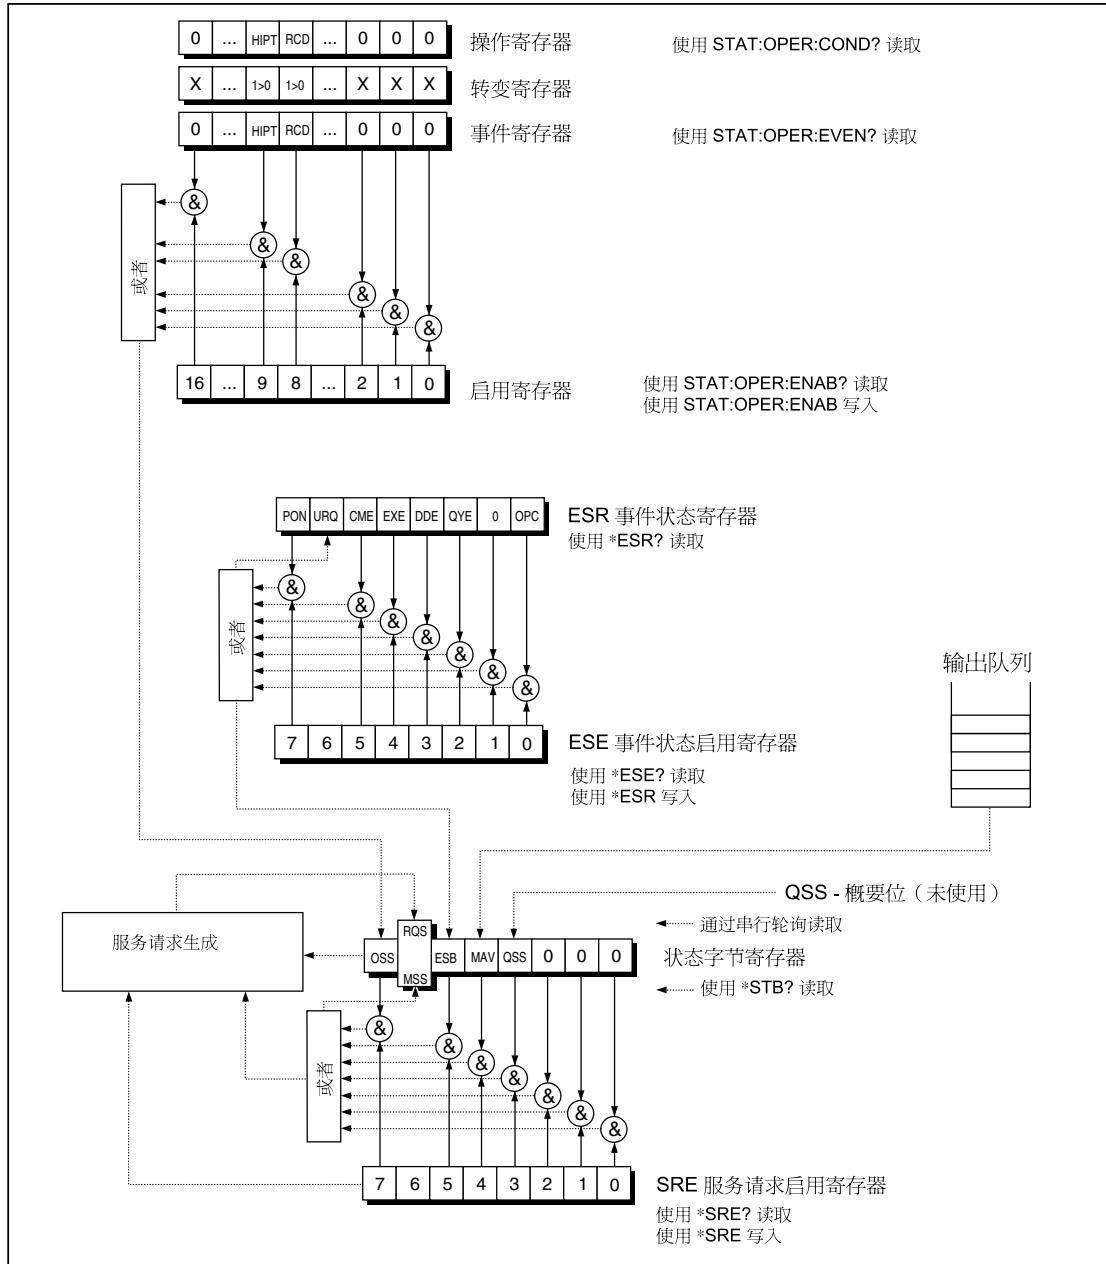 0 ... HIPT RCD ... 0 0 0 操作寄存器 使用 STAT:OPER:COND? 读取
X ... 1>0 1>0 ... X X X 转变寄存器
0 ... HIPT RCD ... 0 0 0 事件寄存器 使用 STAT:OPER:EVEN? 读取
&
&
&
或者
&
&
&
16 ... 9 8 ... 2 1 0 启用寄存器 使用 STAT:OPER:ENAB? 读取
使用 STAT:OPER:ENAB 写入
PON URQ CME EXE DDE QYE 0 OPC ESR 事件状态寄存器
使用 *ESR? 读取
&
&
&
或者
&
&
&
&
输出队列
7 6 5 4 3 2 1 0 ESE 事件状态启用寄存器
使用 *ESE? 读取
使用 *ESR 写入
QSS - 概要位（未使用）
通过串行轮询读取
服务请求生成
OSS RQS MSS ESB MAV QSS 0 0 0 状态字节寄存器
使用 *STB? 读取
&
&
&
或者
&
&
&
&
7 6 5 4 3 2 1 0 SRE 服务请求启用寄存器
使用 *SRE? 读取
使用 *SRE 写入